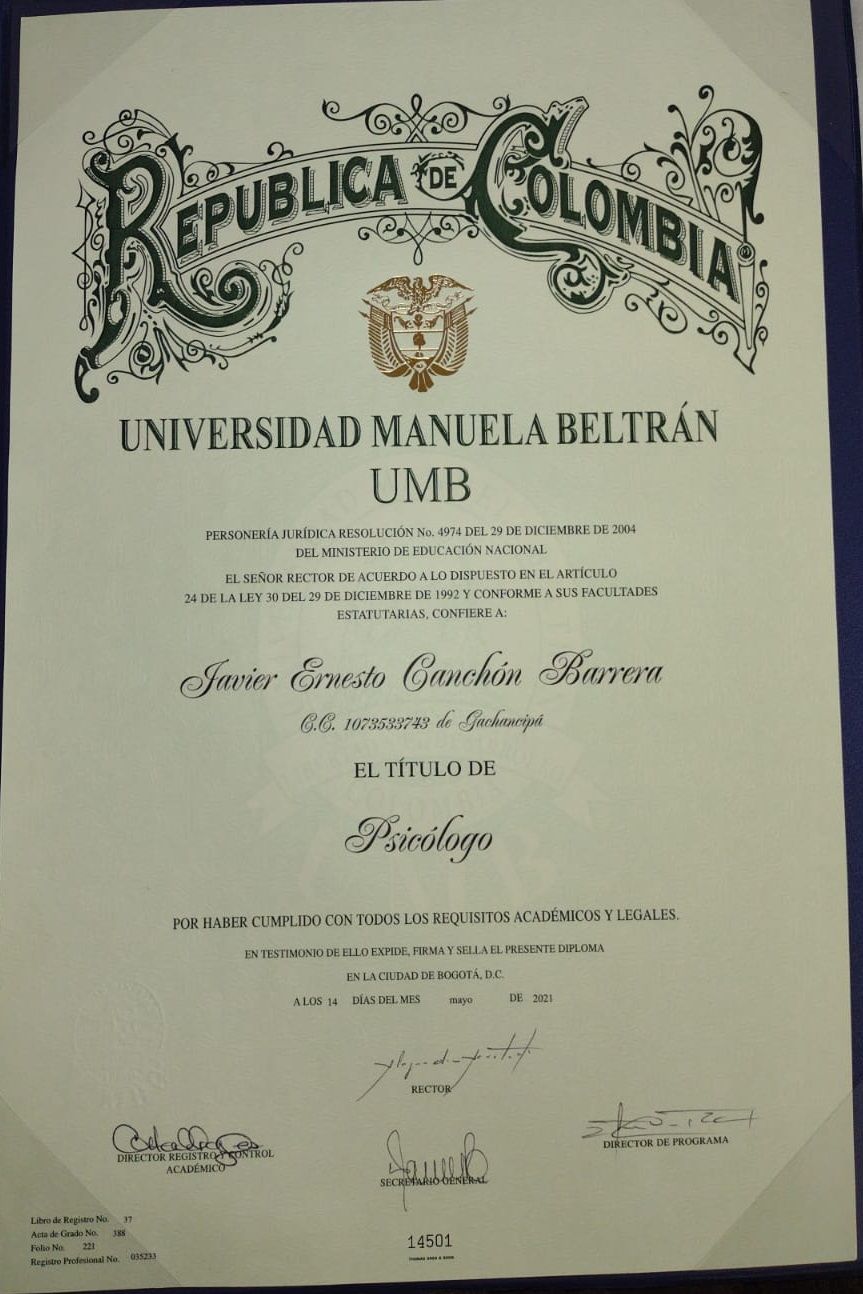 REPUBLICA DE COLOMBIA
UNIVERSIDAD MANUELA BELTRÁN
UMB
PERSONERÍA JURÍDICA RESOLUCIÓN No. 4974 DEL 29 DE DICIEMBRE DE 2004
DEL MINISTERIO DE EDUCACIÓN NACIONAL
EL SEÑOR RECTOR DE ACUERDO A LO DISPUESTO EN EL ARTÍCULO
24 DE LA LEY 30 DEL 29 DE DICIEMBRE DE 1992 Y CONFORME A SUS FACULTADES
ESTATUTARIAS, CONFIERE A:
Javier Ernesto Canchón Barrera
C.C. 1073533743 de Gachancipá
EL TÍTULO DE
Psicólogo
POR HABER CUMPLIDO CON TODOS LOS REQUISITOS ACADÉMICOS Y LEGALES.
EN TESTIMONIO DE ELLO EXPIDE, FIRMA Y SELLA EL PRESENTE DIPLOMA
EN LA CIUDAD DE BOGOTÁ, D.C.
A LOS 14 DÍAS DEL MES mayo DE 2021
RECTOR
DIRECTOR REGISTRO Y CONTROL
ACADÉMICO
SECRETARIO GENERAL
DIRECTOR DE PROGRAMA
Libro de Registro No. 37
Acta de Grado No. 388
Folio No. 221
Registro Profesional No. 035233
14501